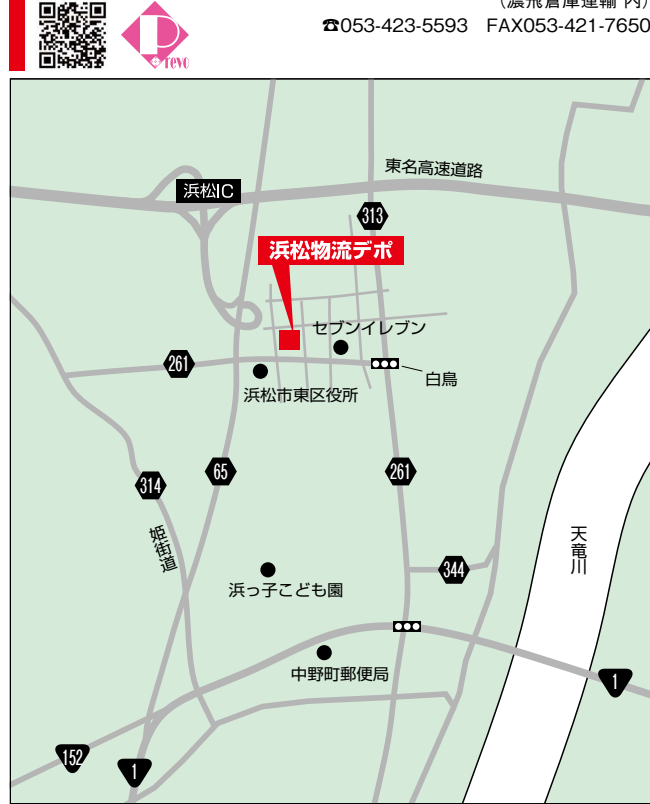 (濃飛倉庫運輸 内)
☎053-423-5593 FAX053-421-7650
P
revo
東名高速道路
浜松IC
313
浜松物流デポ
セブンイレブン
261
白鳥
浜松市東区役所
314
65
261
姫街道
天竜川
344
浜っ子こども園
中野町郵便局
1
152
1